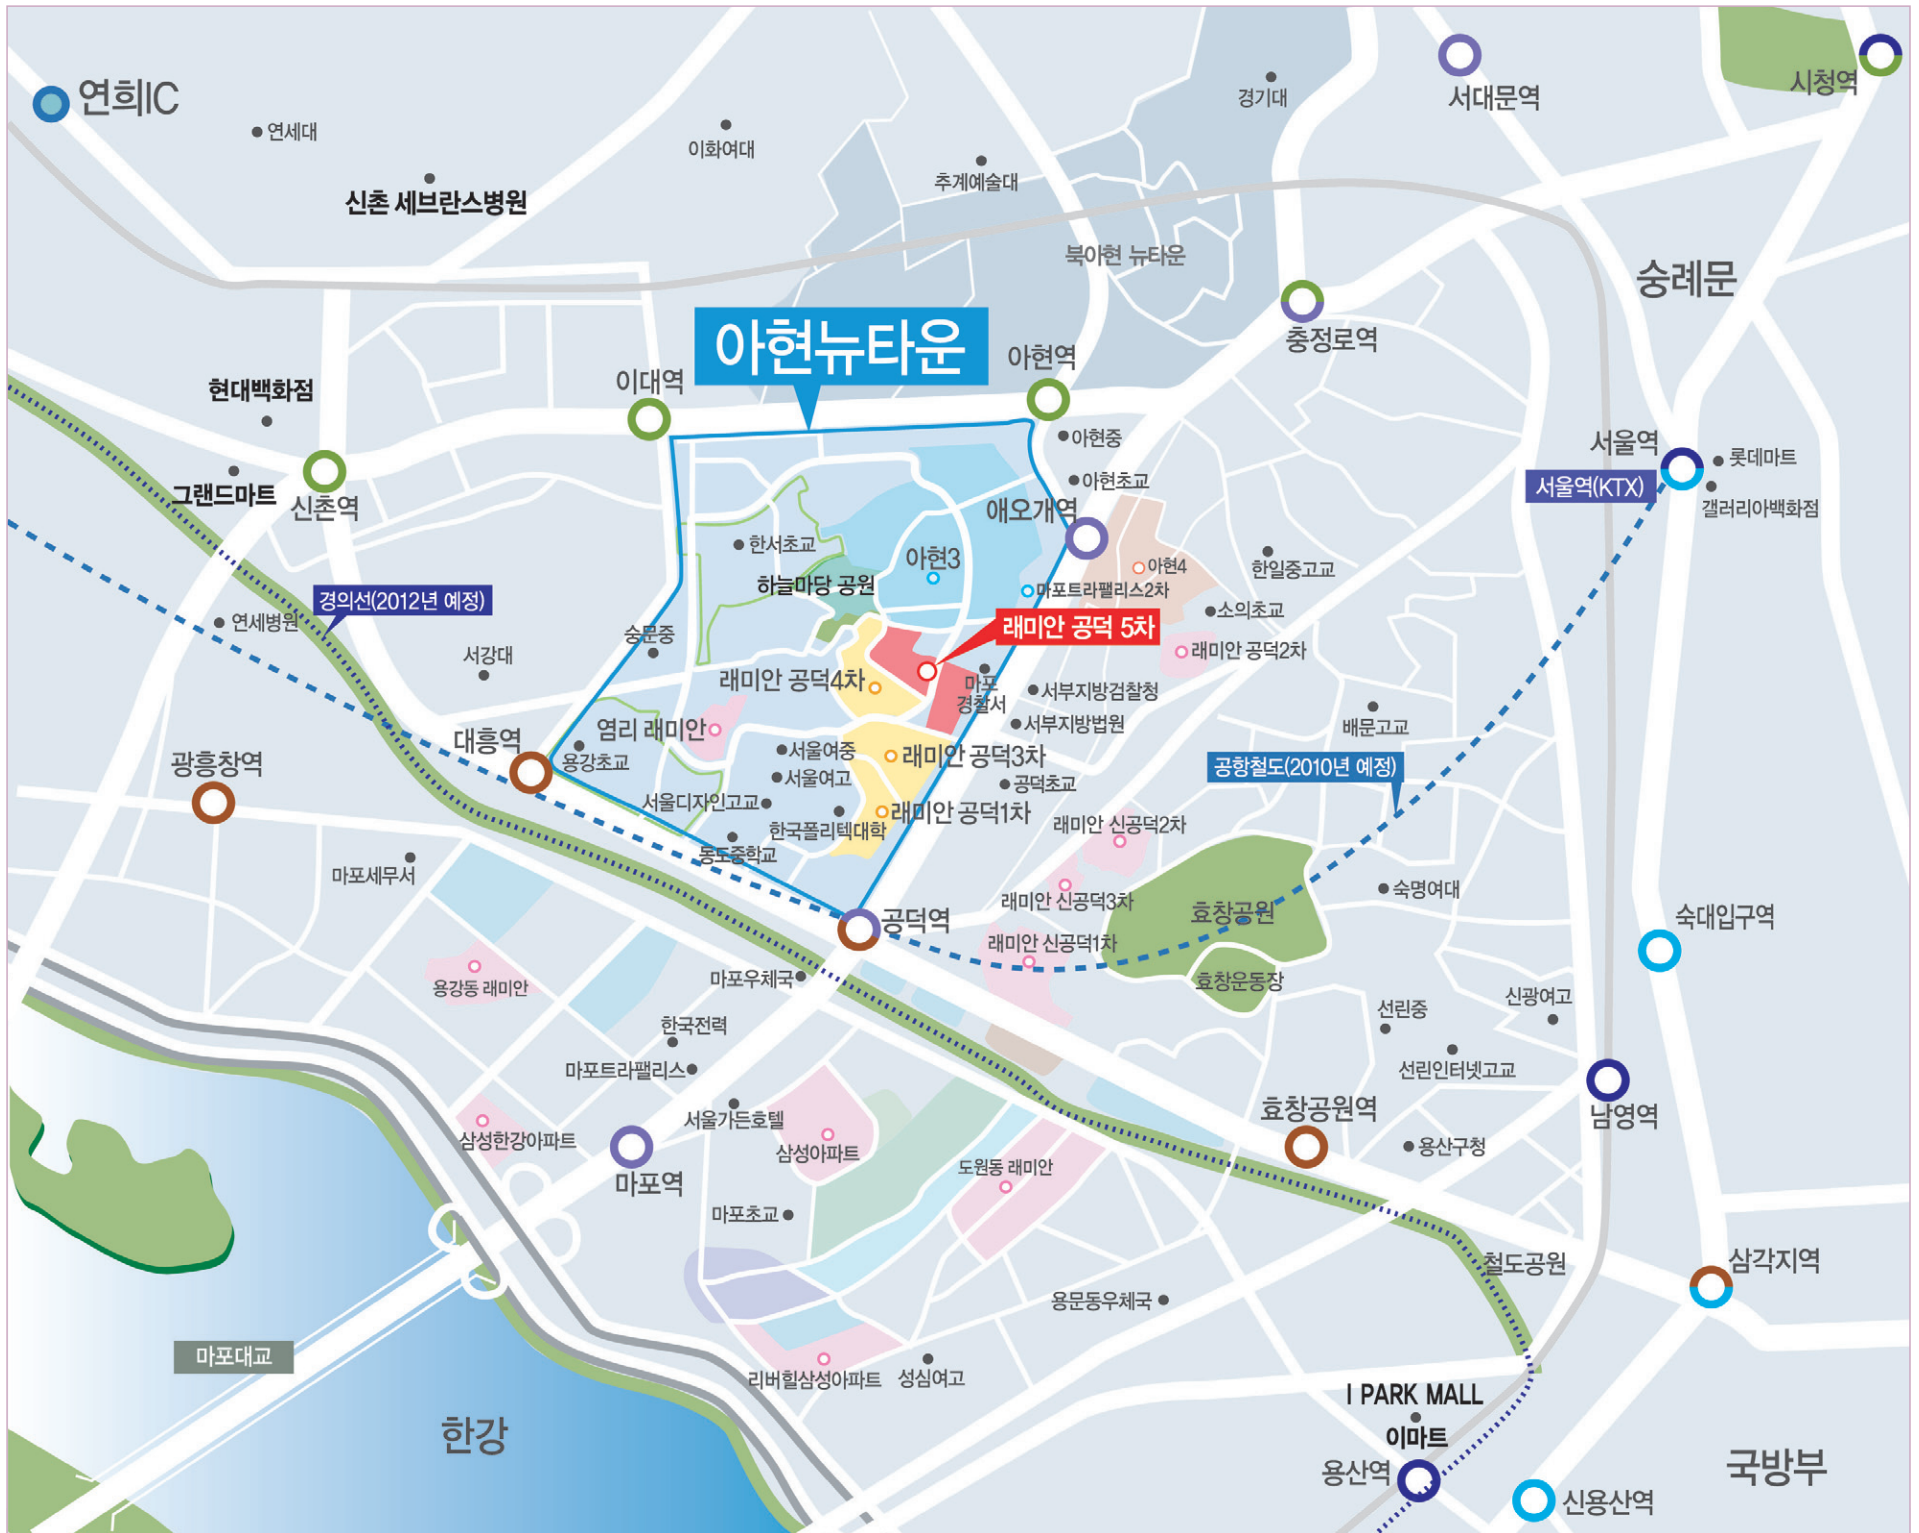 연희IC
연세대
신촌 세브란스병원
이화여대
추계예술대
경기대
서대문역
시청역
북아현 뉴타운
숭례문
충정로역
아현뉴타운
아현역
이대역
현대백화점
그랜드마트
신촌역
아현중
아현초교
애오개역
서울역
서울역(KTX)
롯데마트
갤러리아백화점
한서초교
아현3
하늘마당 공원
아현4
마포트라팰리스2차
한일중고교
소의초교
경의선(2012년 예정)
연세병원
서강대
숭문중
래미안 공덕 5차
래미안 공덕2차
래미안 공덕4차
마포
경찰서
서부지방검찰청
서부지방법원
배문고교
염리 래미안
대흥역
용강초교
광흥창역
서울여중
서울여고
래미안 공덕3차
공덕초교
공항철도(2010년 예정)
서울디자인고교
한국폴리텍대학
래미안 공덕1차
동도중학교
래미안 신공덕2차
마포세무서
래미안 신공덕3차
숙명여대
효창공원
숙대입구역
공덕역
래미안 신공덕1차
효창운동장
용강동 래미안
마포우체국
신광여고
선린중
한국전력
마포트라팰리스
선린인터넷고교
서울가든호텔
효창공원역
남영역
삼성한강아파트
삼성아파트
용산구청
도원동 래미안
마포역
마포초교
철도공원
삼각지역
용문동우체국
마포대교
리버힐삼성아파트
성심여고
I PARK MALL
이마트
한강
용산역
국방부
신용산역